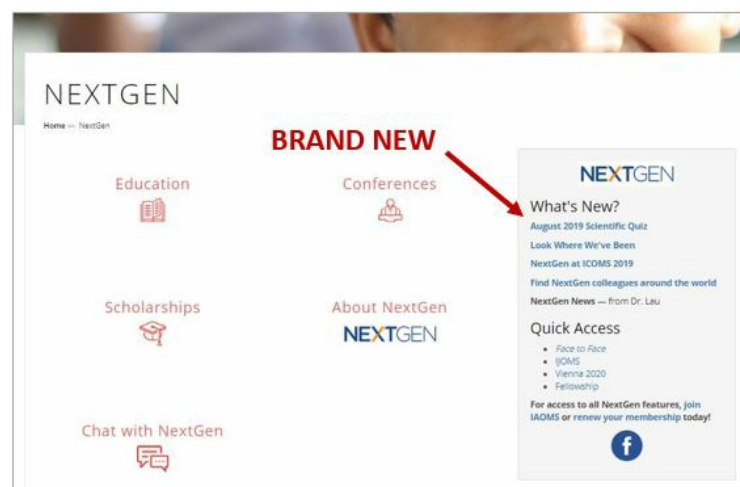 NEXTGEN
Home — NextGen
BRAND NEW
Education
Conferences
Scholarships
About NextGen
NEXTGEN
Chat with NextGen
NEXTGEN
What's New?
August 2019 Scientific Quiz
Look Where We've Been
NextGen at ICOMS 2019
Find NextGen colleagues around the world
NextGen News — from Dr. Lau
Quick Access
Face to Face
IJOMS
Vienna 2020
Fellowship
For access to all NextGen features, join
IAOMS or renew your membership today!
f